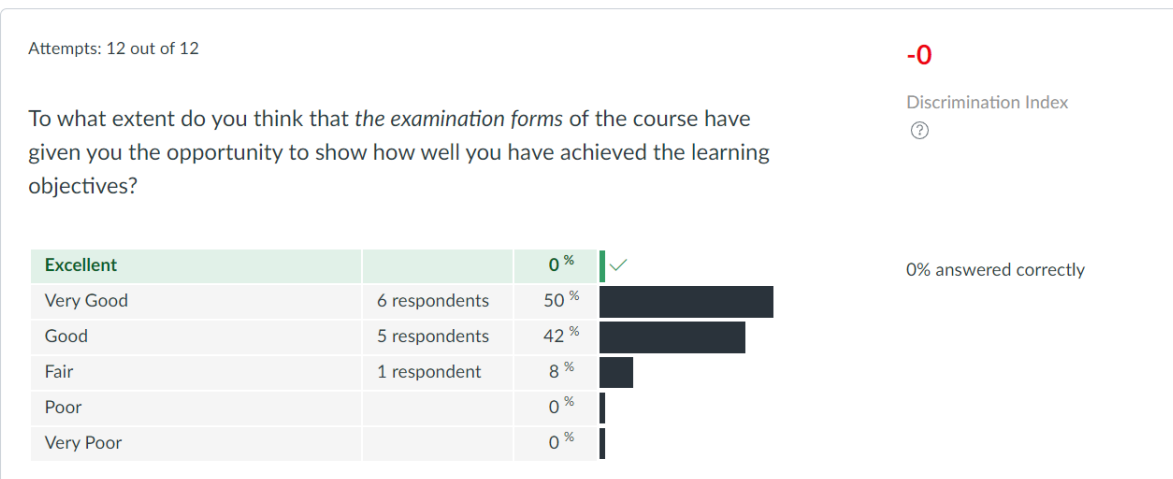 Attempts: 12 out of 12
-0
Discrimination Index
?
To what extent do you think that the examination forms of the course have
given you the opportunity to show how well you have achieved the learning
objectives?
Excellent 0 %
0% answered correctly
Very Good 6 respondents 50 %
Good 5 respondents 42 %
Fair 1 respondent 8 %
Poor 0 %
Very Poor 0 %